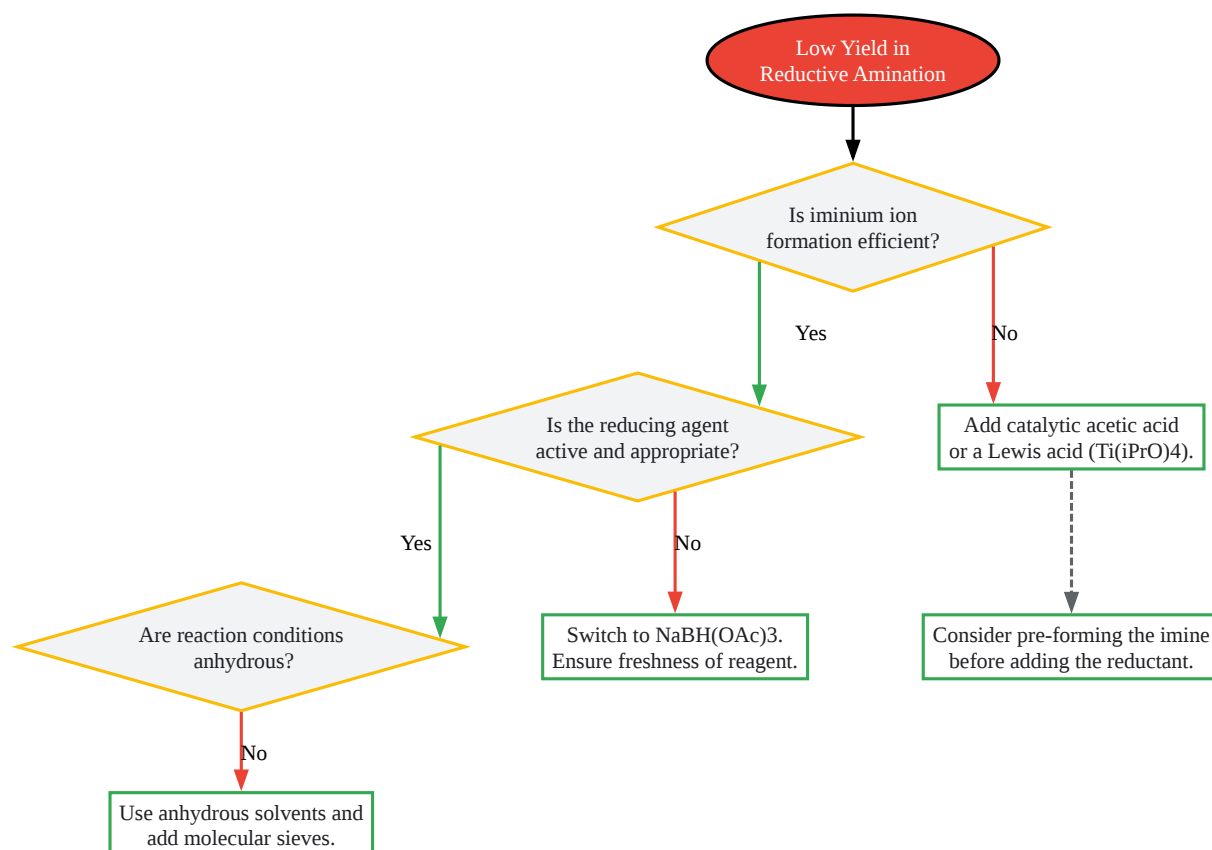 Low Yield in
Reductive Amination
Is iminium ion
formation efficient?
Yes
No
Is the reducing agent
active and appropriate?
Add catalytic acetic acid
or a Lewis acid (Ti(iPrO)4).
Yes
No
Are reaction conditions
anhydrous?
Switch to NaBH(OAc)3.
Ensure freshness of reagent.
Consider pre-forming the imine
before adding the reductant.
No
Use anhydrous solvents and
add molecular sieves.